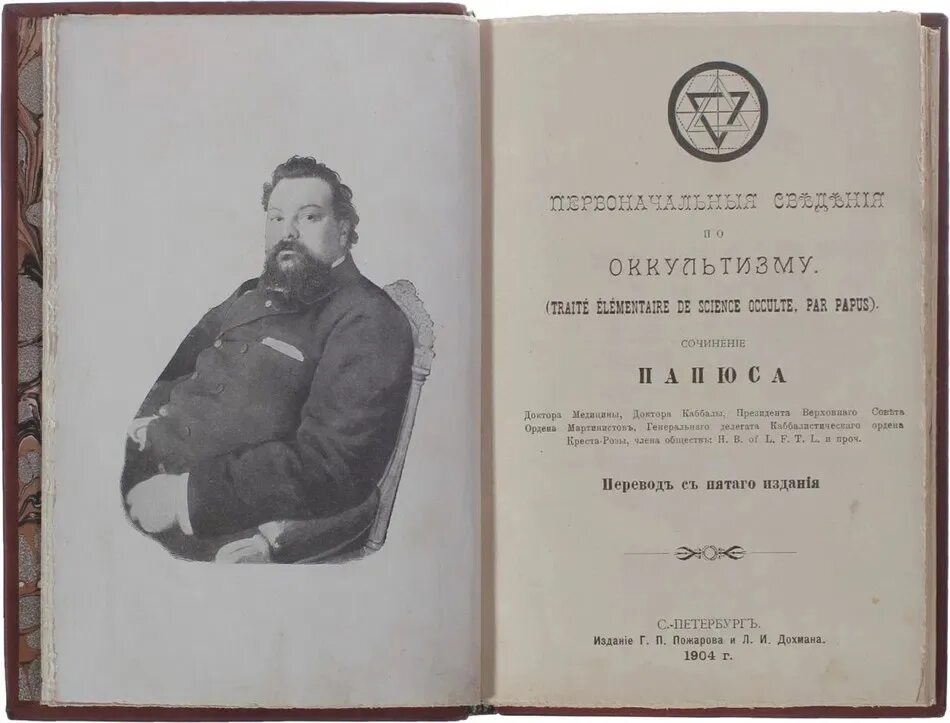 ПЕРВОНАЧАЛЬНЫЯ СВѢДѢНІЯ
ПО
ОККУЛЬТИЗМУ.
(TRAITÉ ÉLÉMENTAIRE DE SCIENCE OCCULTE, PAR PAPUS).
СОЧИНЕНІЕ
ПАПЮСА
Доктора Медицины, Доктора Каббалы, Президента Верховнаго Совѣта
Ордена Мартинистовъ, Генеральнаго делегата Каббалистическаго ордена
Креста-Розы, члена обществъ: H. B. of L. F. T. L. и проч.
Переводъ съ пятаго изданія
С.-ПЕТЕРБУРГЪ.
Изданіе Г. П. Пожарова и Л. И. Дохмана.
1904 г.